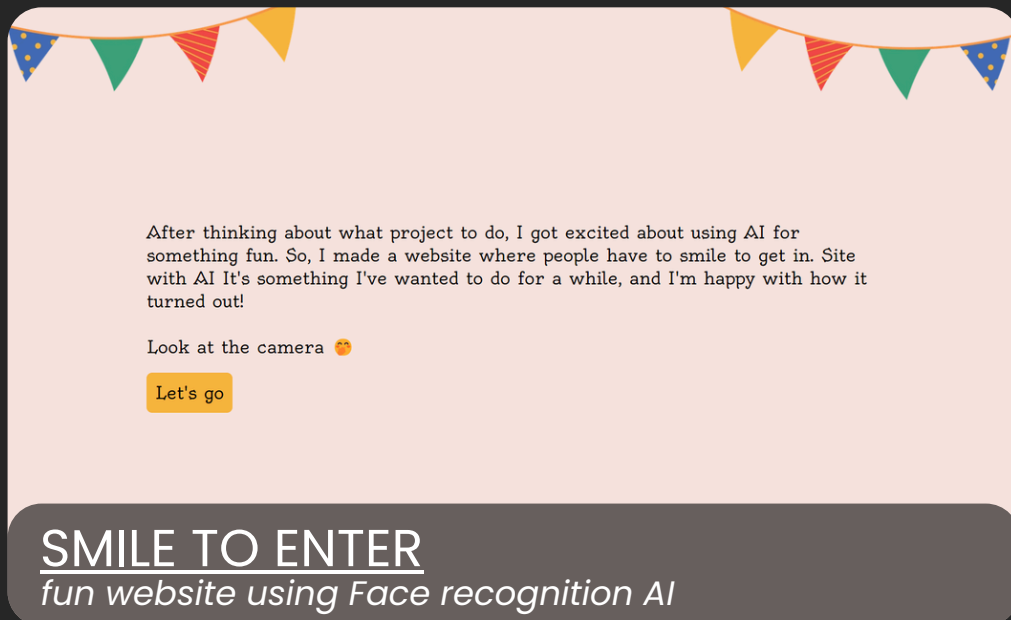 After thinking about what project to do, I got excited about using AI for
something fun. So, I made a website where people have to smile to get in. Site
with AI It's something I've wanted to do for a while, and I'm happy with how it
turned out!
Look at the camera 🤭
Let's go
SMILE TO ENTER
fun website using Face recognition AI